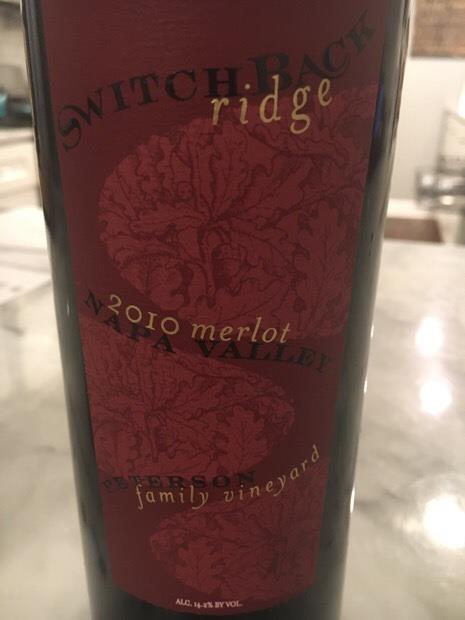 SWITCHBACK
ridge
2010 merlot
NAPA VALLEY
PETERSON
family vineyard
ALC. 14.2% BY VOL.